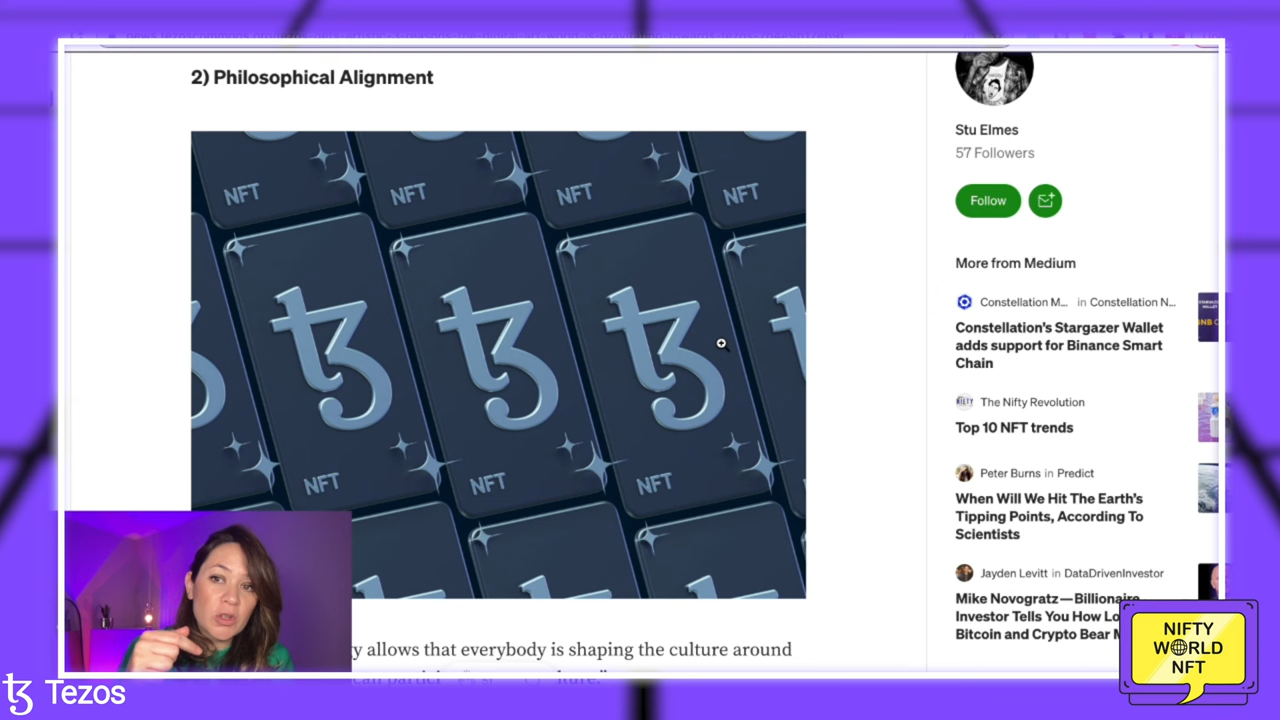 2) Philosophical Alignment
NFT NFT NFT NFT
NFT NFT NFT
allows that everybody is shaping the culture around
Stu Elmes
57 Followers
Follow
More from Medium
Constellation M... in Constellation N...
Constellation's Stargazer Wallet
adds support for Binance Smart
Chain
NIFTY The Nifty Revolution
Top 10 NFT trends
Peter Burns in Predict
When Will We Hit The Earth's
Tipping Points, According To
Scientists
Jayden Levitt in DataDrivenInvestor
Mike Novogratz—Billionaire
Investor Tells You How
Bitcoin and Crypto Bear
NIFTY
WORLD
NFT
Tezos